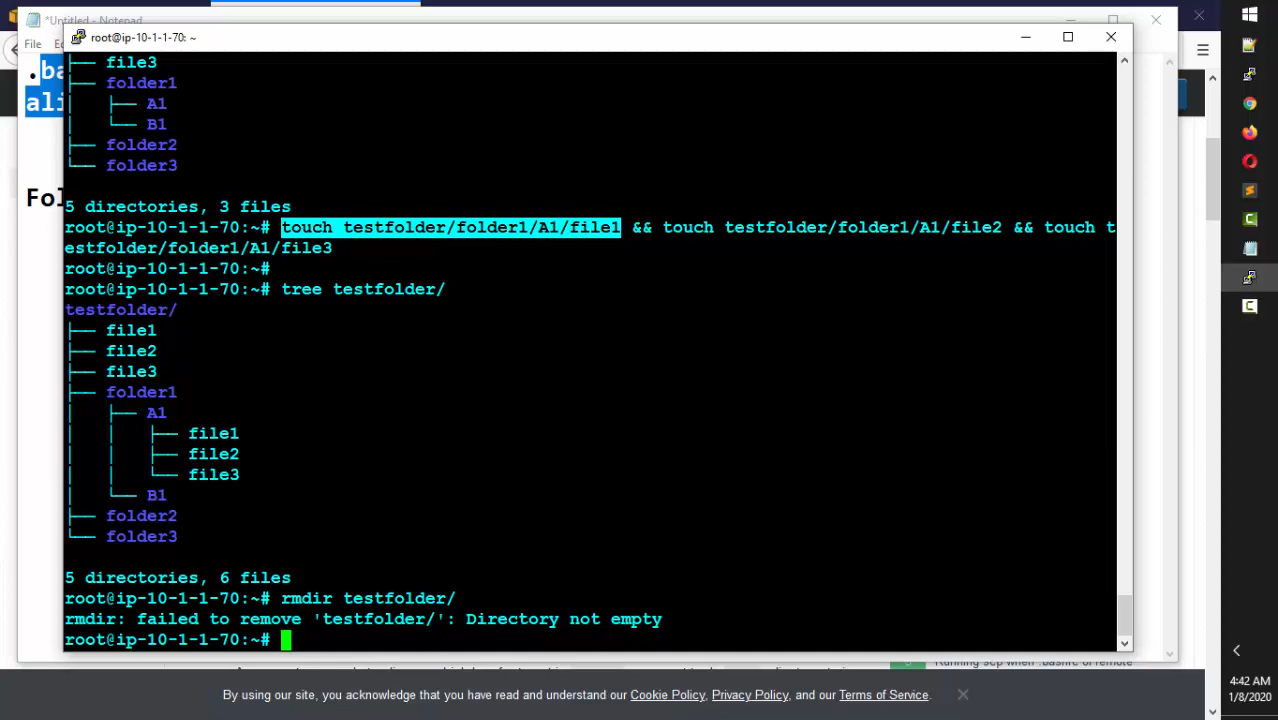 *Untitled - Notepad
root@ip-10-1-1-70: ~
File
.ba
ali
Fol
├── file3
├── folder1
│   ├── A1
│   └── B1
├── folder2
└── folder3
5 directories, 3 files
root@ip-10-1-1-70:~# touch testfolder/folder1/A1/file1 && touch testfolder/folder1/A1/file2 && touch t
estfolder/folder1/A1/file3
root@ip-10-1-1-70:~#
root@ip-10-1-1-70:~# tree testfolder/
testfolder/
├── file1
├── file2
├── file3
├── folder1
│   ├── A1
│   │   ├── file1
│   │   ├── file2
│   │   └── file3
│   └── B1
├── folder2
└── folder3
5 directories, 6 files
root@ip-10-1-1-70:~# rmdir testfolder/
rmdir: failed to remove 'testfolder/': Directory not empty
root@ip-10-1-1-70:~#
Running scp when .bashrc of remote
By using our site, you acknowledge that you have read and understand our Cookie Policy, Privacy Policy, and our Terms of Service.
4:42 AM
1/8/2020